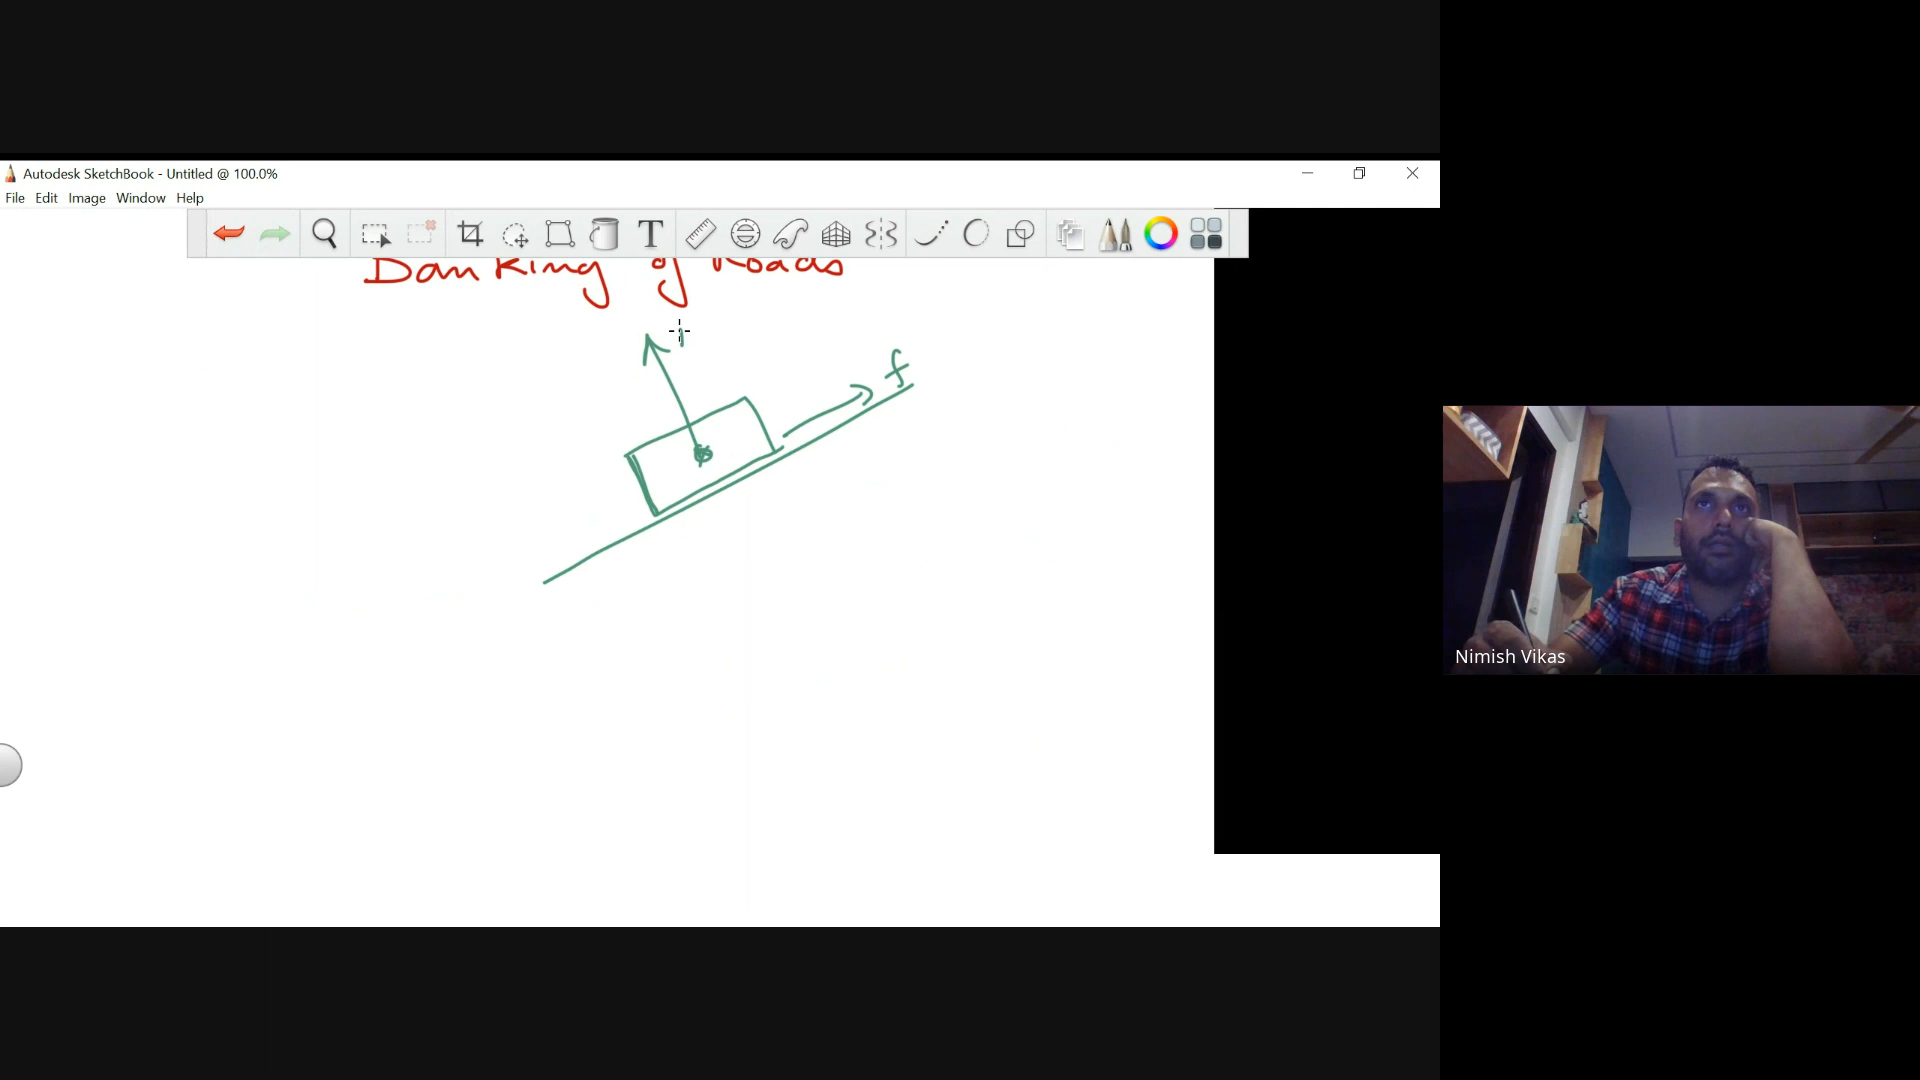 Autodesk SketchBook - Untitled @ 100.0%
File Edit Image Window Help
T
Banking of Roads
f
Nimish Vikas